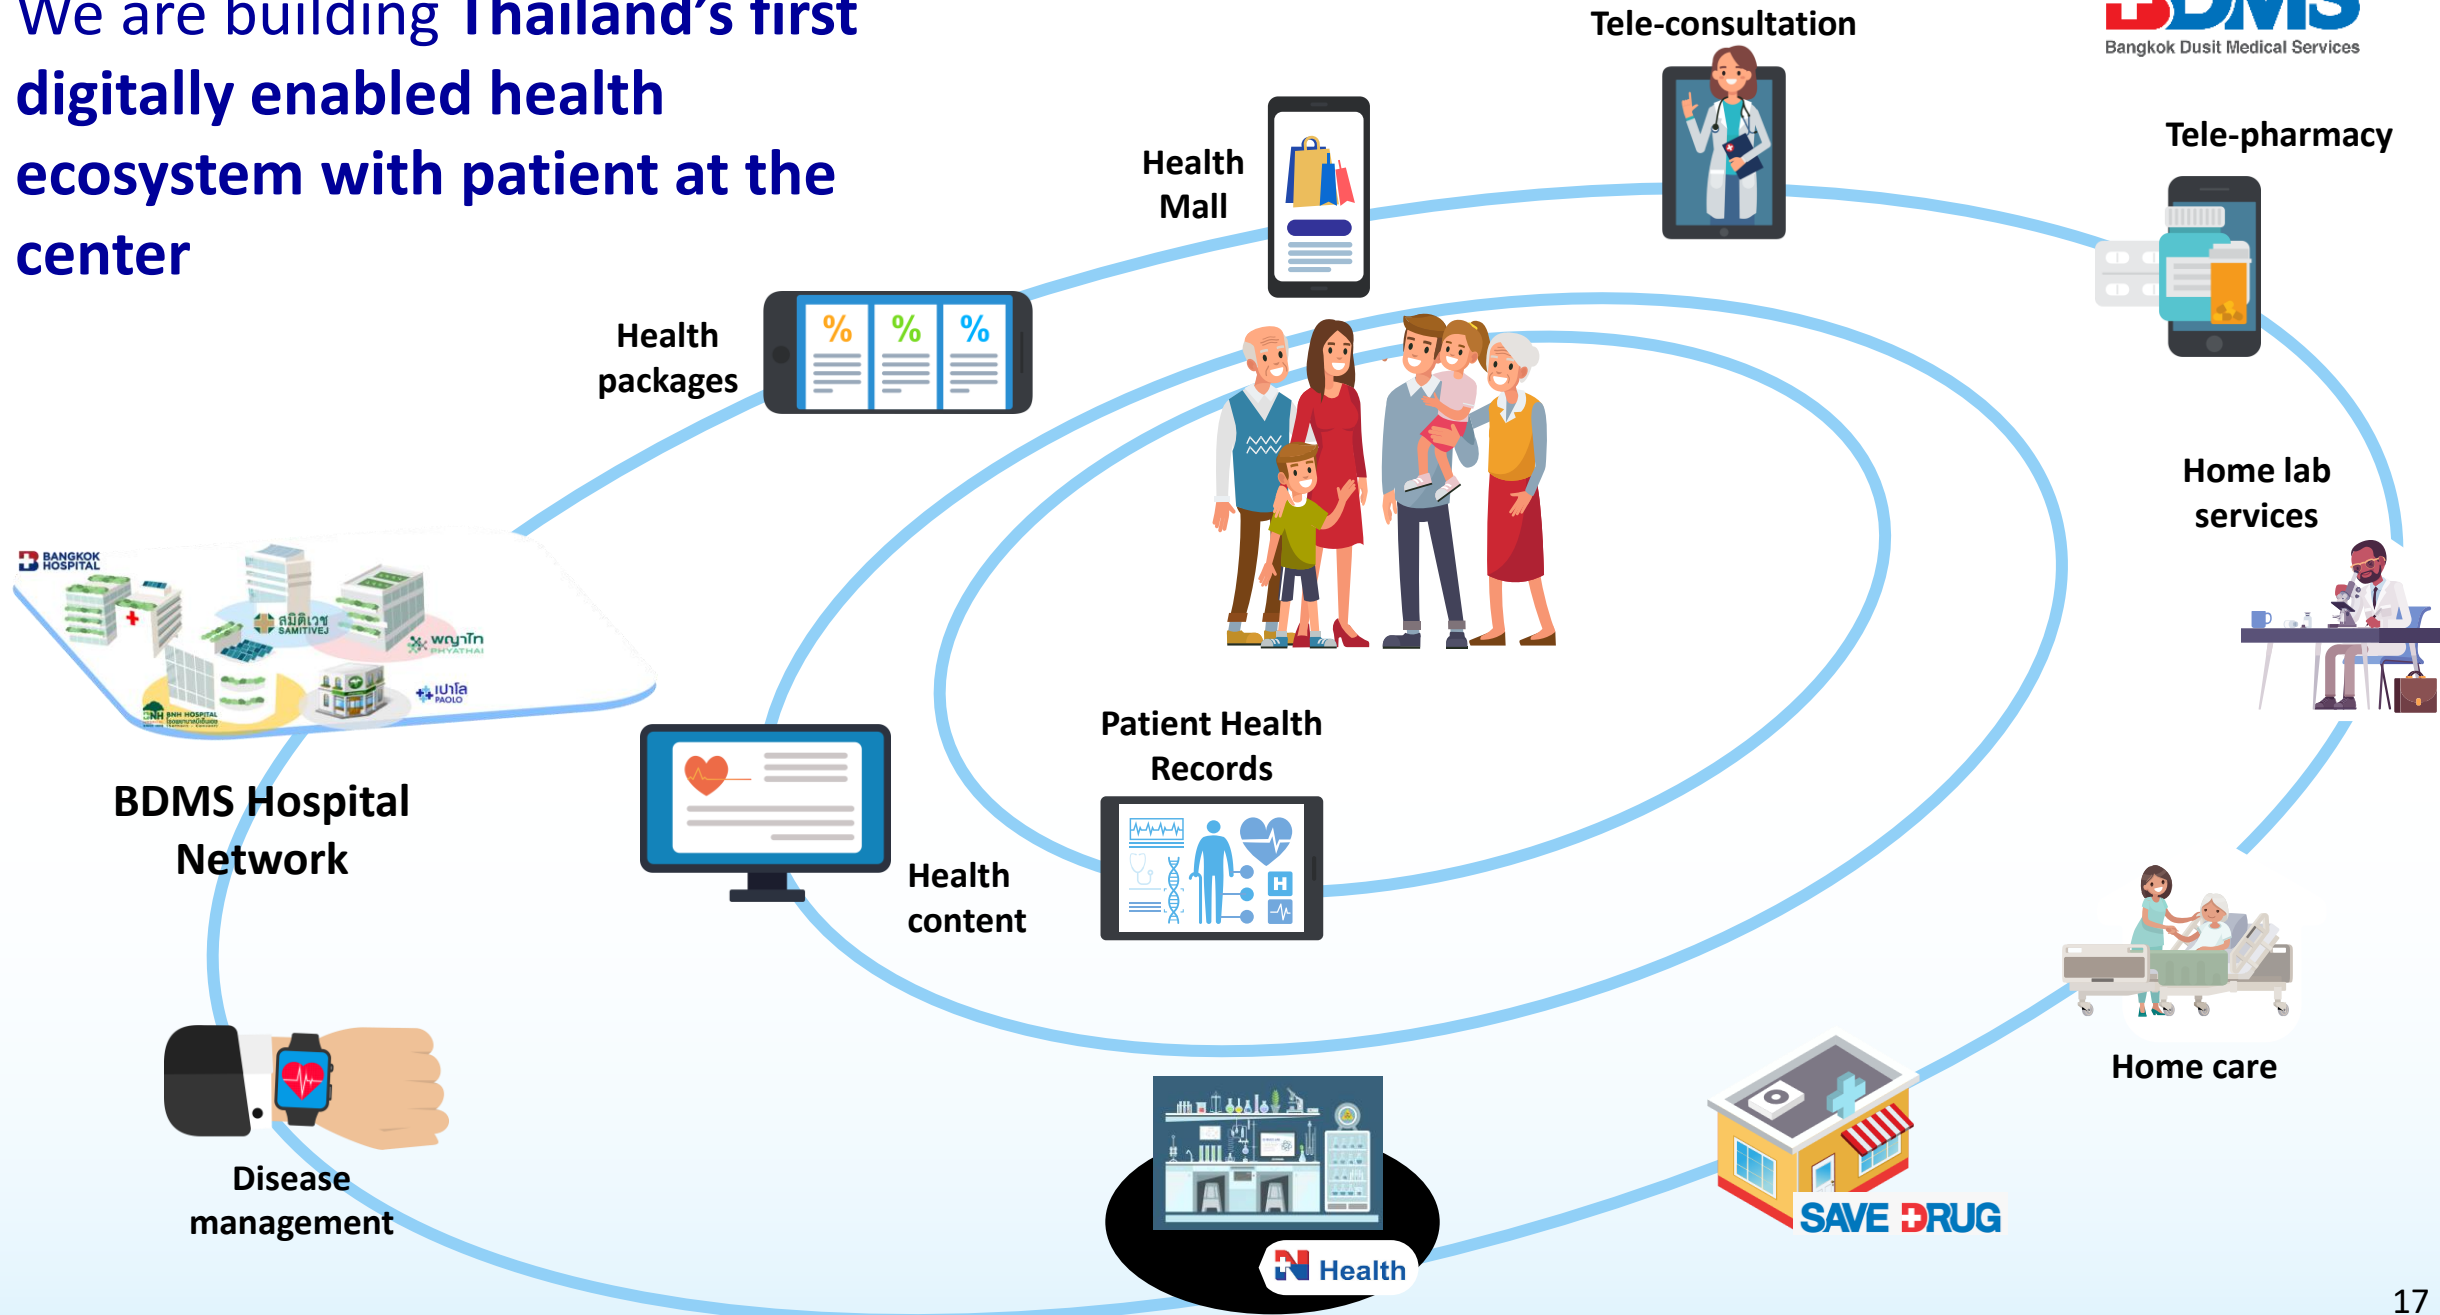 We are building Thailand's first
digitally enabled health
ecosystem with patient at the
center
BDMS
Bangkok Dusit Medical Services
Tele-consultation
Tele-pharmacy
Health
Mall
Health
packages
% % %
Home lab
services
BANGKOK
HOSPITAL
สมิติเวช
SAMITIVEJ
พญาไท
PHYATHAI
เปาโล
PAOLO
BNH HOSPITAL
BDMS Hospital
Network
Patient Health
Records
H
Health
content
Home care
Disease
management
SAVE DRUG
N Health
17